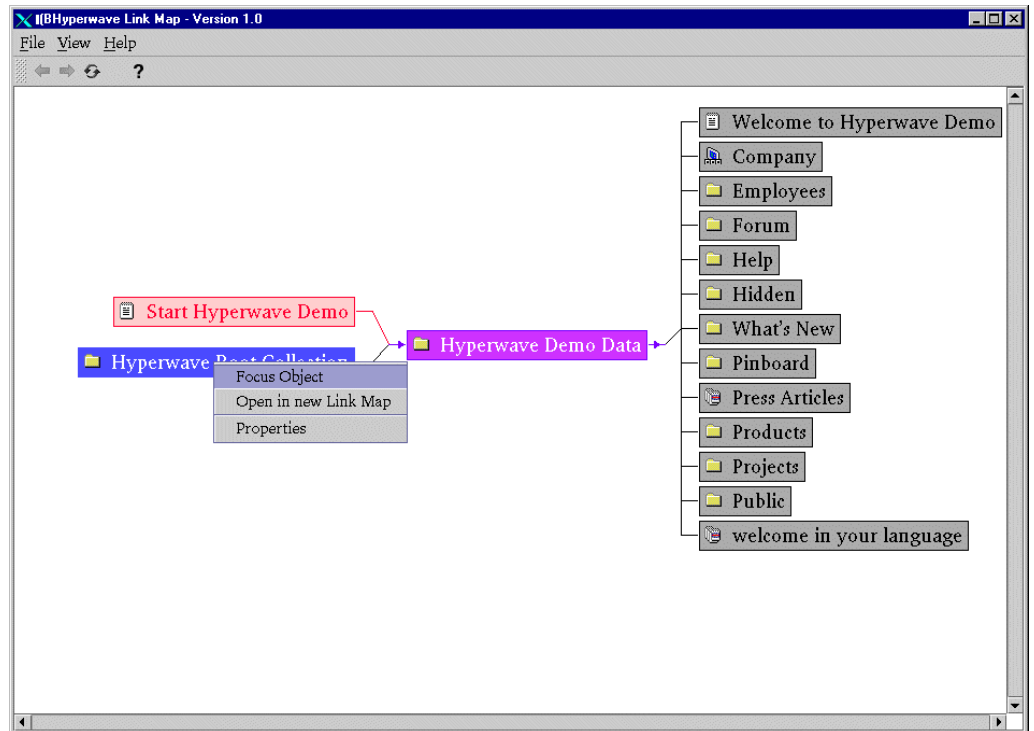 I(BHyperwave Link Map - Version 1.0
File View Help
?
Welcome to Hyperwave Demo
Company
Employees
Forum
Help
Hidden
Start Hyperwave Demo
What's New
Hyperwave Demo Data
Hyperwave Root Collection
Pinboard
Focus Object
Open in new Link Map
Press Articles
Properties
Products
Projects
Public
welcome in your language